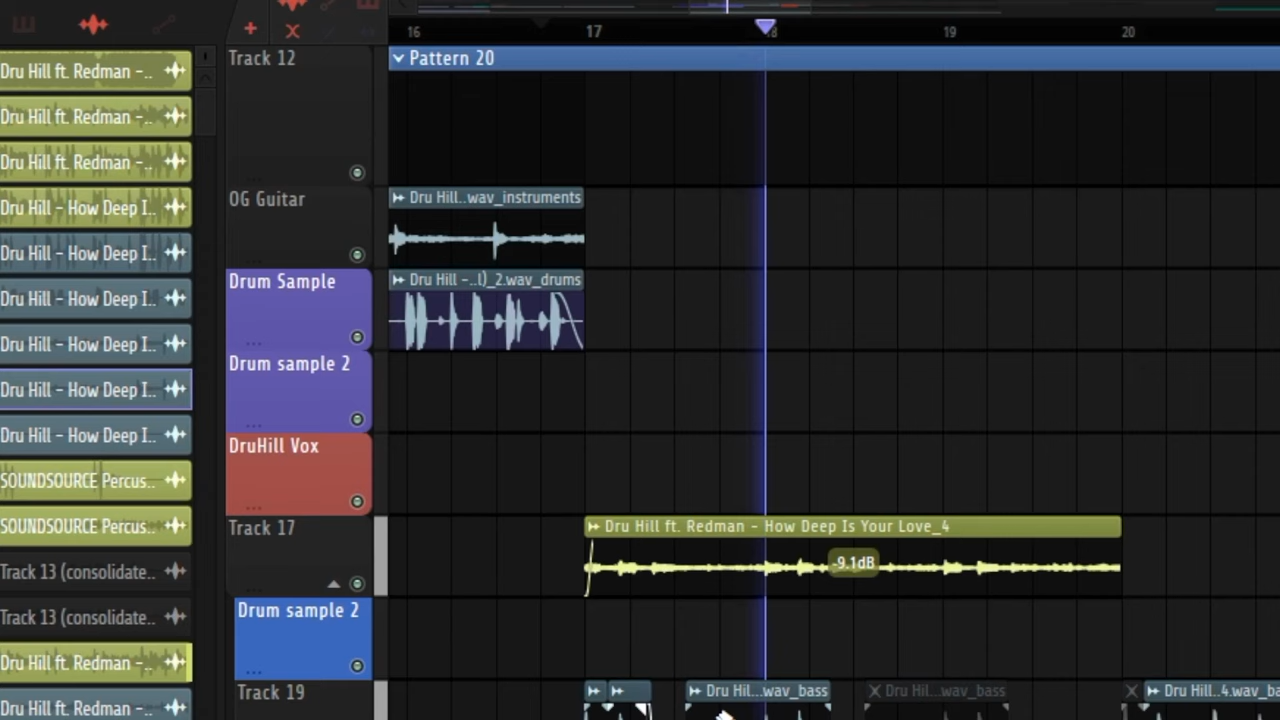 16 17 18 19 20
Dru Hill ft. Redman -..
Dru Hill ft. Redman -..
Dru Hill ft. Redman -..
Dru Hill - How Deep I..
Dru Hill - How Deep I..
Dru Hill - How Deep I..
Dru Hill - How Deep I..
Dru Hill - How Deep I..
Dru Hill - How Deep I..
SOUNDSOURCE Percus..
SOUNDSOURCE Percus..
Track 13 (consolidate..
Track 13 (consolidate..
Dru Hill ft. Redman -..
Dru Hill - How Deep I..
Track 12
Pattern 20
OG Guitar
Dru Hill..wav_instruments
Drum Sample
Dru Hill -..t)_2.wav_drums
Drum sample 2
DruHill Vox
Track 17
Dru Hill ft. Redman - How Deep Is Your Love_4
-9.1dB
Drum sample 2
Track 19
Dru Hil...wav_bass
Dru Hil...wav_bass
Dru Hill..4.wav_ba